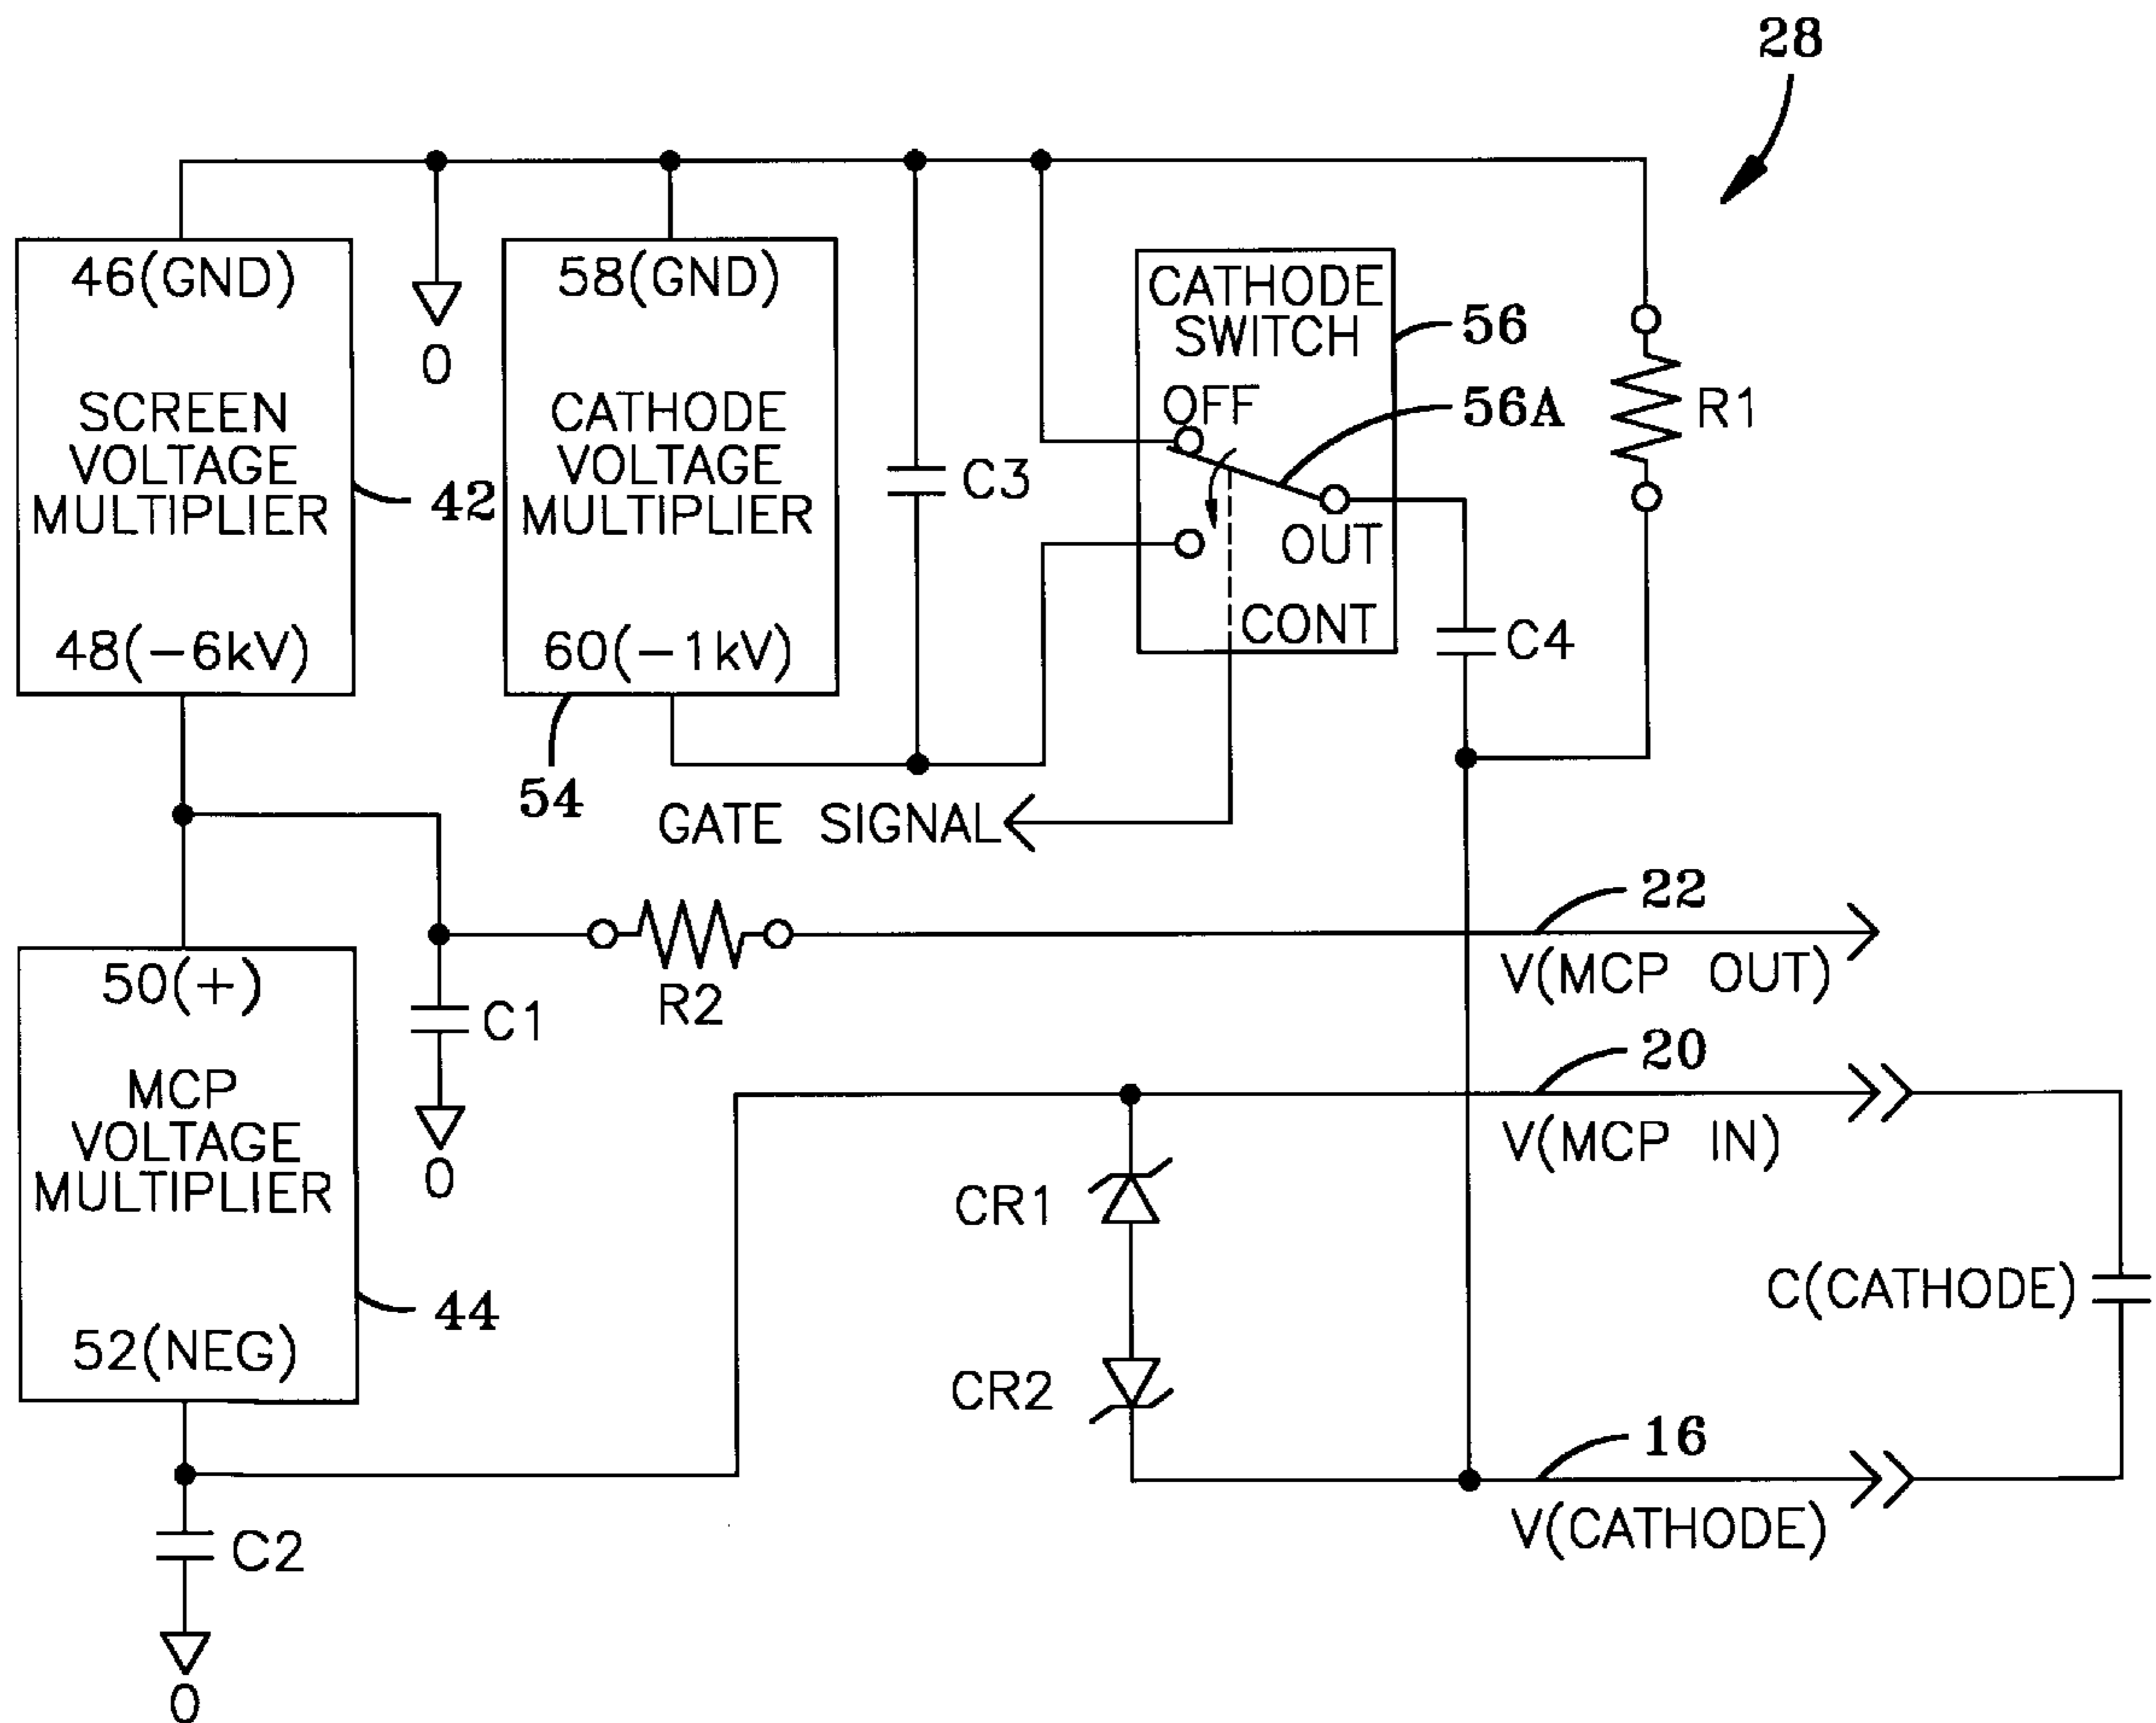 28
46(GND)
SCREEN
VOLTAGE
MULTIPLIER
48(-6kV)
42
0
58(GND)
CATHODE
VOLTAGE
MULTIPLIER
60(-1kV)
54
C3
CATHODE
SWITCH
OFF
OUT
CONT
56
56A
R1
C4
GATE SIGNAL
22
V(MCP OUT)
R2
C1
0
50(+)
MCP
VOLTAGE
MULTIPLIER
52(NEG)
44
20
V(MCP IN)
CR1
CR2
C(CATHODE)
16
V(CATHODE)
C2
0